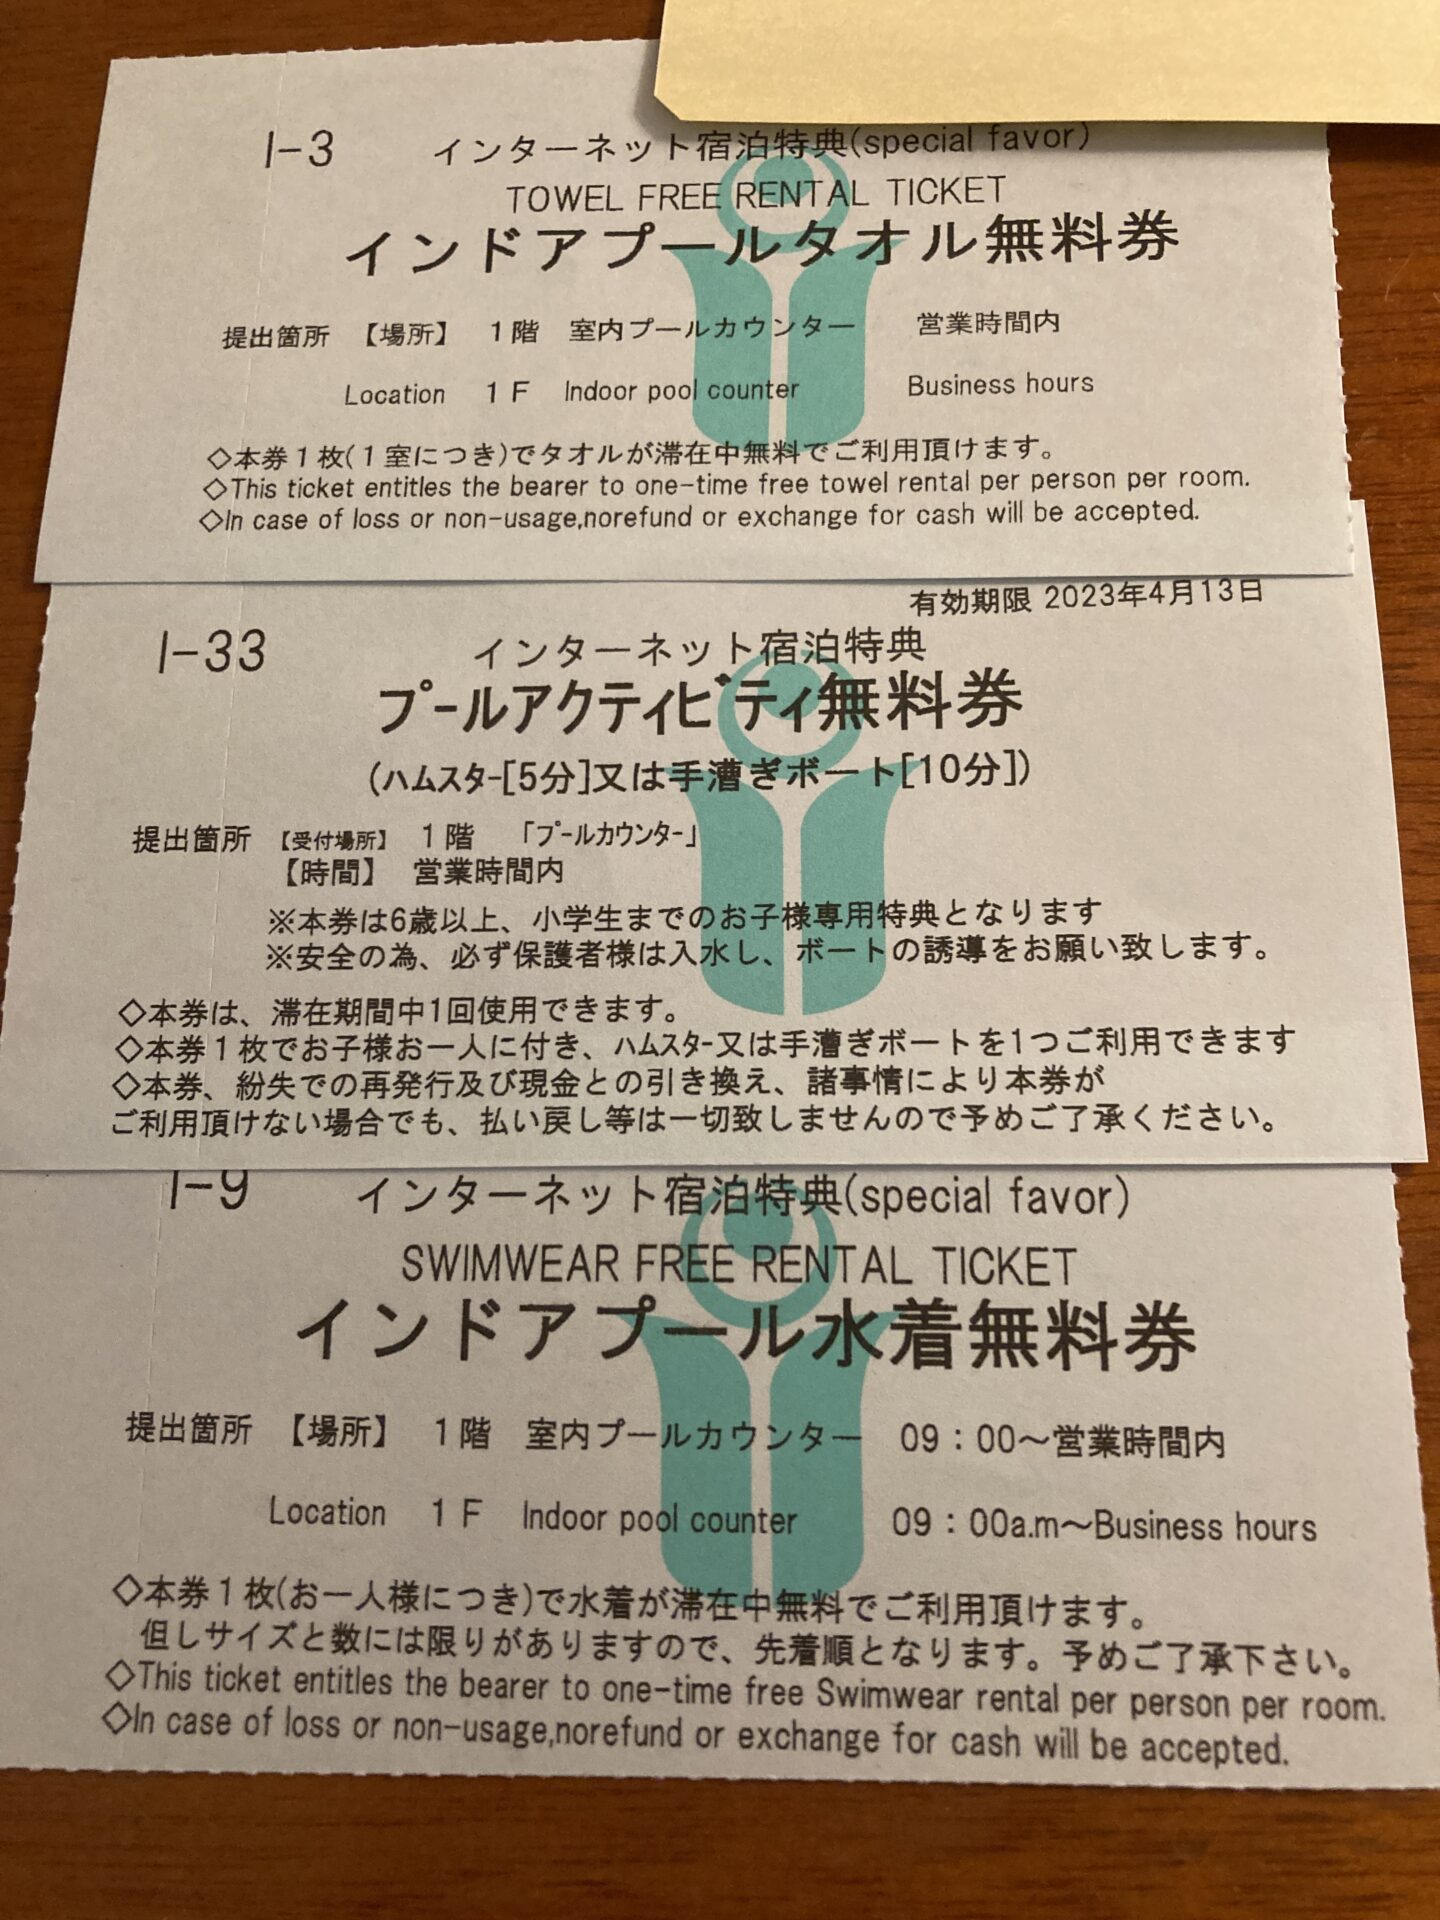 I-3 インターネット宿泊特典(special favor)
TOWEL FREE RENTAL TICKET
インドアプールタオル無料券
提出箇所 【場所】 1階 室内プールカウンター 営業時間内
Location 1F Indoor pool counter Business hours
◇本券1枚(1室につき)でタオルが滞在中無料でご利用頂けます。
◇This ticket entitles the bearer to one-time free towel rental per person per room.
◇In case of loss or non-usage,norefund or exchange for cash will be accepted.
有効期限 2023年4月13日
I-33 インターネット宿泊特典
プールアクティビティ無料券
(ハムスター[5分]又は手漕ぎボート[10分])
提出箇所 【受付場所】 1階 「プールカウンター」
【時間】 営業時間内
※本券は6歳以上、小学生までのお子様専用特典となります
※安全の為、必ず保護者様は入水し、ボートの誘導をお願い致します。
◇本券は、滞在期間中1回使用できます。
◇本券1枚でお子様お一人に付き、ハムスター又は手漕ぎボートを1つご利用できます
◇本券、紛失での再発行及び現金との引き換え、諸事情により本券が
ご利用頂けない場合でも、払い戻し等は一切致しませんので予めご了承ください。
I-9 インターネット宿泊特典(special favor)
SWIMWEAR FREE RENTAL TICKET
インドアプール水着無料券
提出箇所 【場所】 1階 室内プールカウンター 09:00～営業時間内
Location 1F Indoor pool counter 09:00a.m～Business hours
◇本券1枚(お一人様につき)で水着が滞在中無料でご利用頂けます。
但しサイズと数には限りがありますので、先着順となります。予めご了承下さい。
◇This ticket entitles the bearer to one-time free Swimwear rental per person per room.
◇In case of loss or non-usage,norefund or exchange for cash will be accepted.